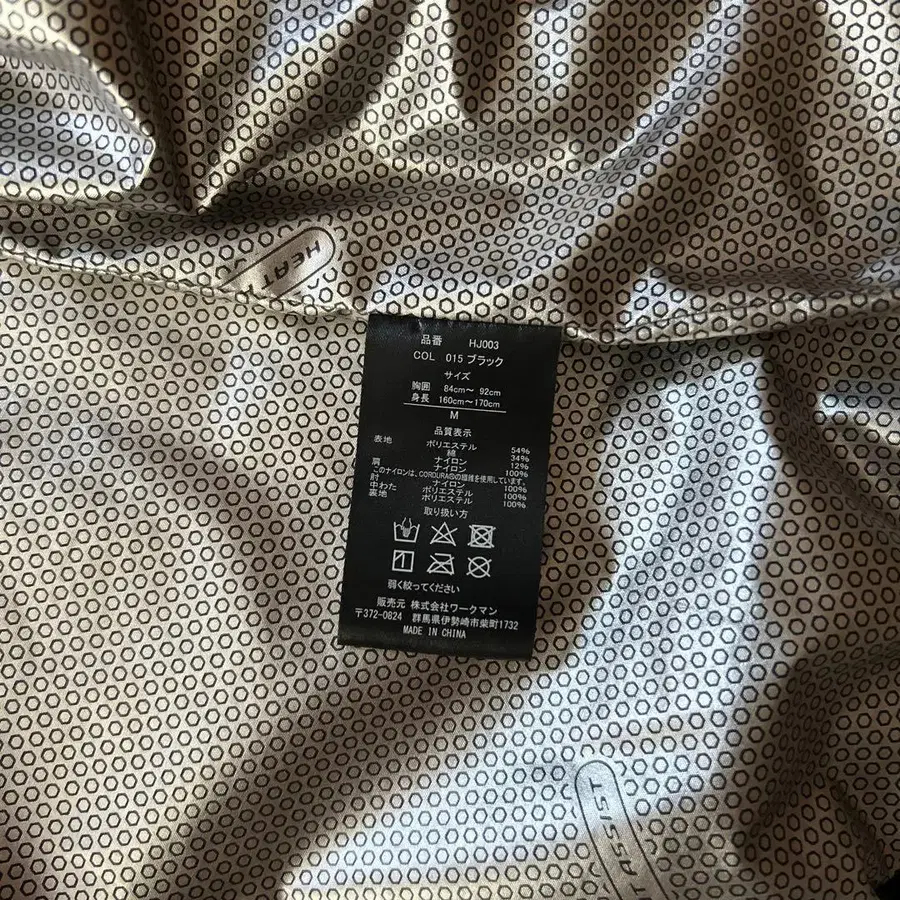 HEAT
品番 HJ003
COL 015 ブラック
サイズ
胸囲 84cm～ 92cm
身長 160cm～170cm
M
品質表示
表地 ポリエステル 54%
綿 34%
ナイロン 12%
肩 ナイロン 100%
このナイロンは、CORDURA®の繊維を使用しています。
肘 ナイロン 100%
中わた ポリエステル 100%
裏地 ポリエステル 100%
取り扱い方
弱く絞ってください
販売元 株式会社ワークマン
〒372-0824 群馬県伊勢崎市柴町1732
MADE IN CHINA
ASSIST